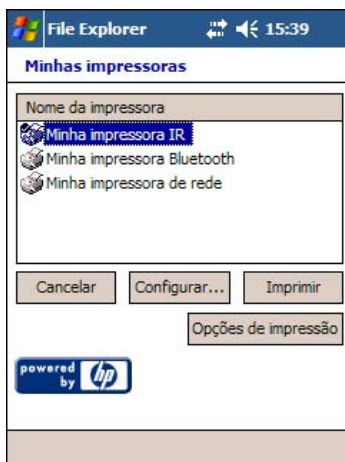 File Explorer 15:39
Minhas impressoras
Nome da impressora
Minha impressora IR
Minha impressora Bluetooth
Minha impressora de rede
Cancelar Configurar... Imprimir
Opções de impressão
powered by hp